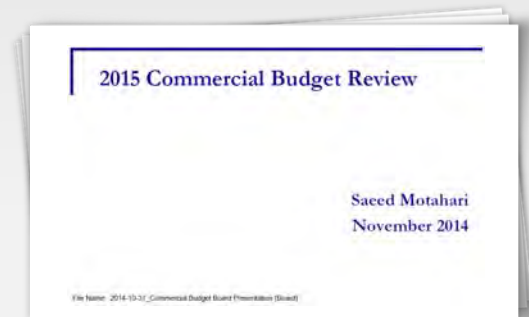 2015 Commercial Budget Review
Saeed Motahari
November 2014
File Name: 2014-10-31_Commercial Budget Board Presentation (Board)